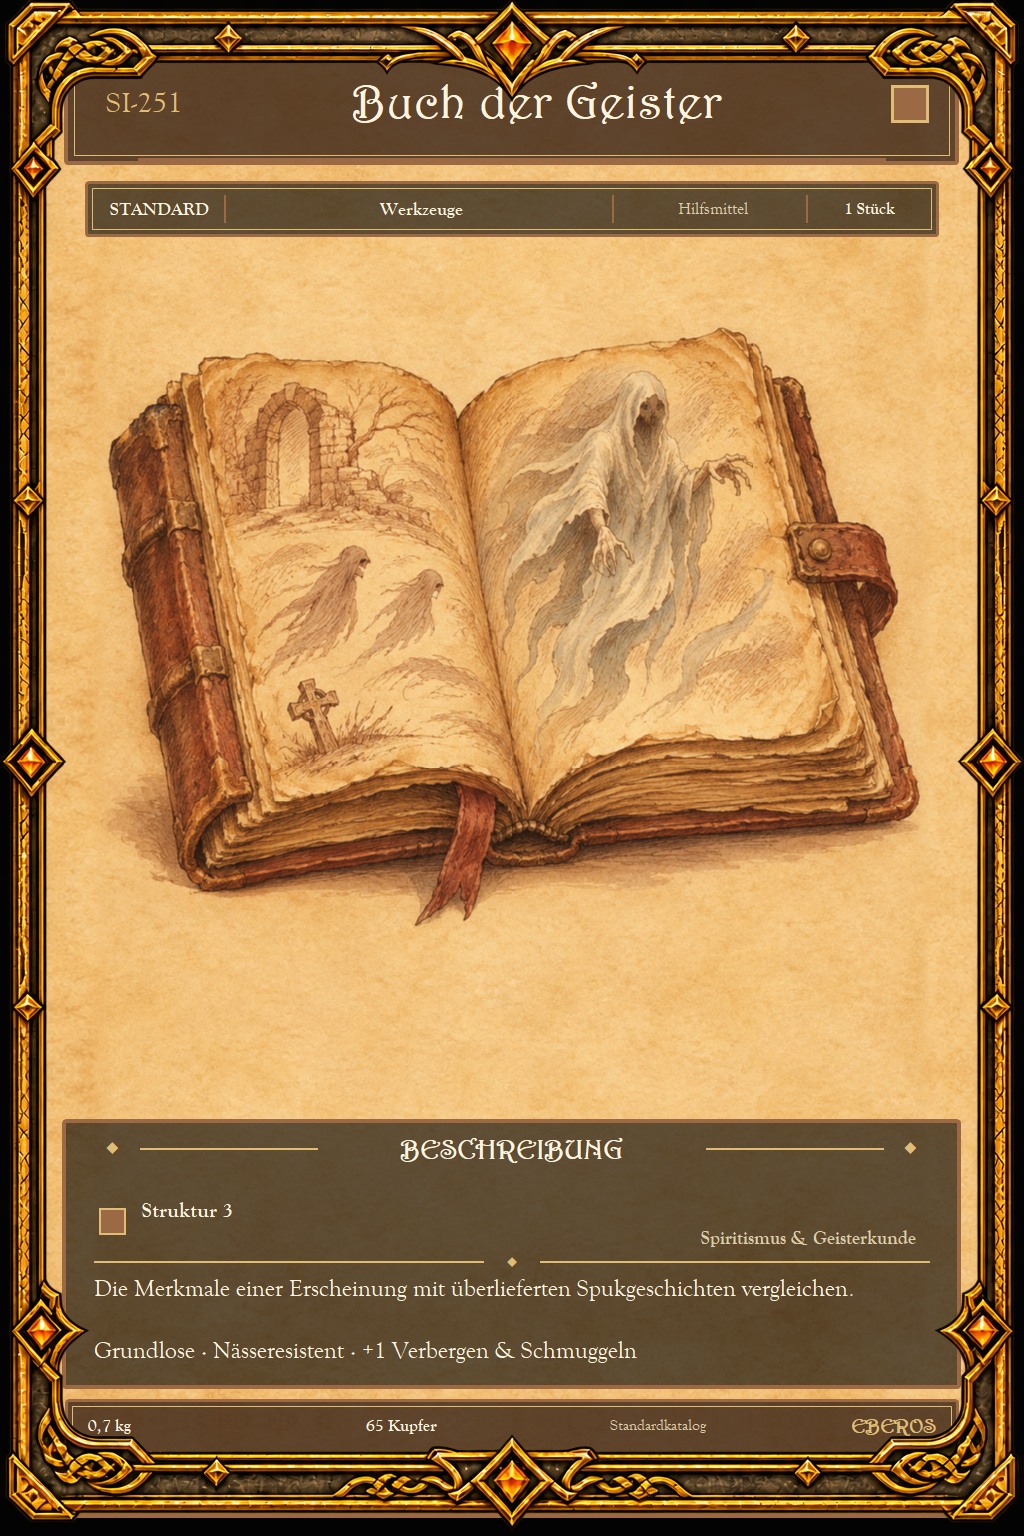 SI-251
Buch der Geister
STANDARD
Werkzeuge
Hilfsmittel
1 Stück
BESCHREIBUNG
Struktur 3
Spiritismus & Geisterkunde
Die Merkmale einer Erscheinung mit überlieferten Spukgeschichten vergleichen.
Grundlose · Nässeresistent · +1 Verbergen & Schmuggeln
0,7 kg
65 Kupfer
Standardkatalog
EBEROS